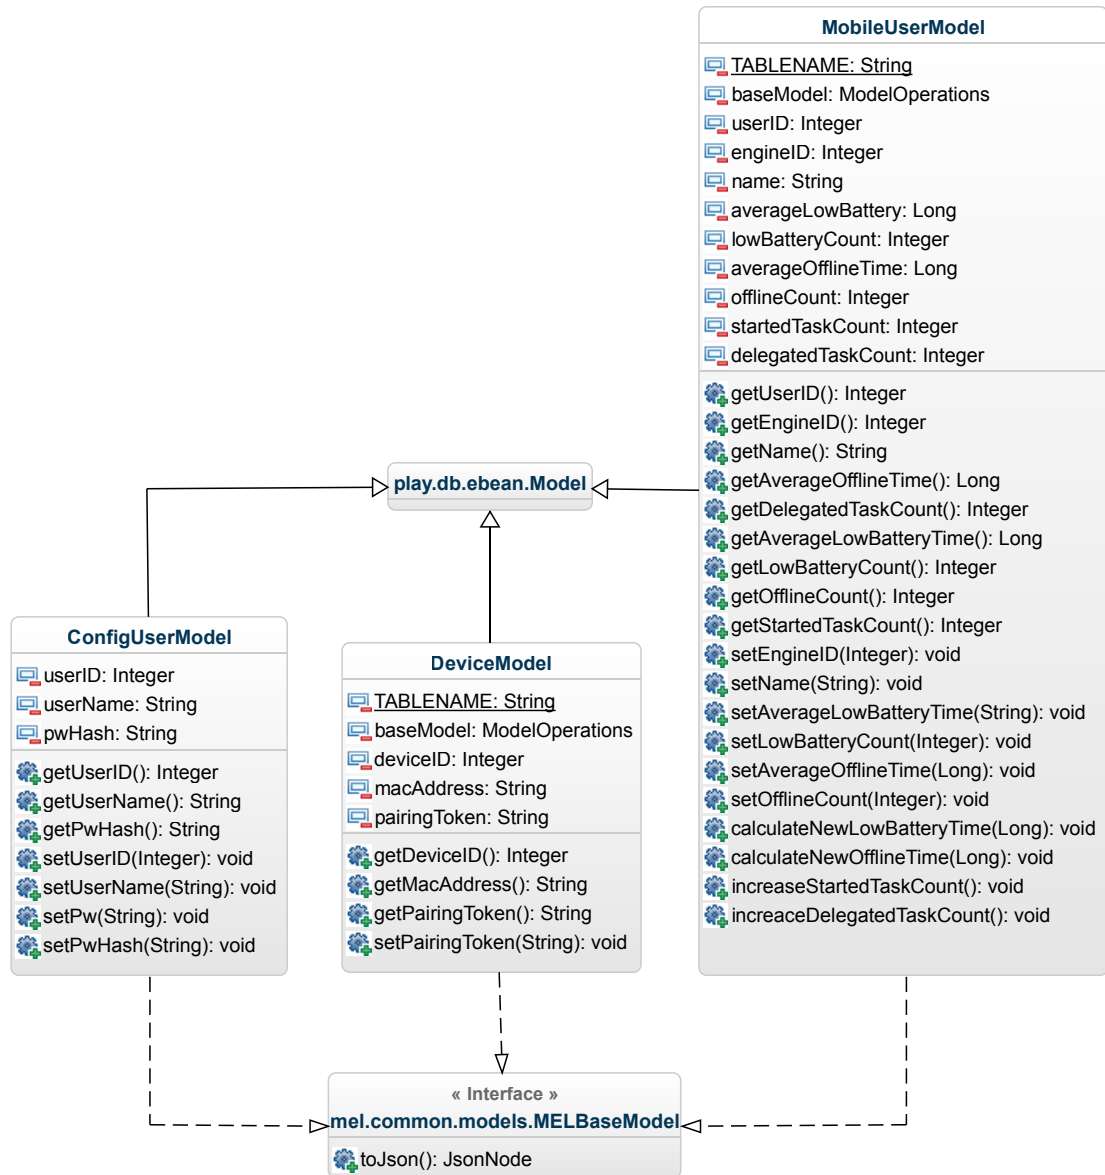 MobileUserModel
TABLENAME: String
baseModel: ModelOperations
userID: Integer
engineID: Integer
name: String
averageLowBattery: Long
lowBatteryCount: Integer
averageOfflineTime: Long
offlineCount: Integer
startedTaskCount: Integer
delegatedTaskCount: Integer
getUserID(): Integer
getEngineID(): Integer
getName(): String
getAverageOfflineTime(): Long
getDelegatedTaskCount(): Integer
getAverageLowBatteryTime(): Long
getLowBatteryCount(): Integer
getOfflineCount(): Integer
getStartedTaskCount(): Integer
setEngineID(Integer): void
setName(String): void
setAverageLowBatteryTime(String): void
setLowBatteryCount(Integer): void
setAverageOfflineTime(Long): void
setOfflineCount(Integer): void
calculateNewLowBatteryTime(Long): void
calculateNewOfflineTime(Long): void
increaseStartedTaskCount(): void
increaceDelegatedTaskCount(): void
play.db.ebean.Model
ConfigUserModel
userID: Integer
userName: String
pwHash: String
getUserID(): Integer
getUserName(): String
getPwHash(): String
setUserID(Integer): void
setUserName(String): void
setPw(String): void
setPwHash(String): void
DeviceModel
TABLENAME: String
baseModel: ModelOperations
deviceID: Integer
macAddress: String
pairingToken: String
getDeviceID(): Integer
getMacAddress(): String
getPairingToken(): String
setPairingToken(String): void
« Interface »
mel.common.models.MELBaseModel
toJson(): JsonNode